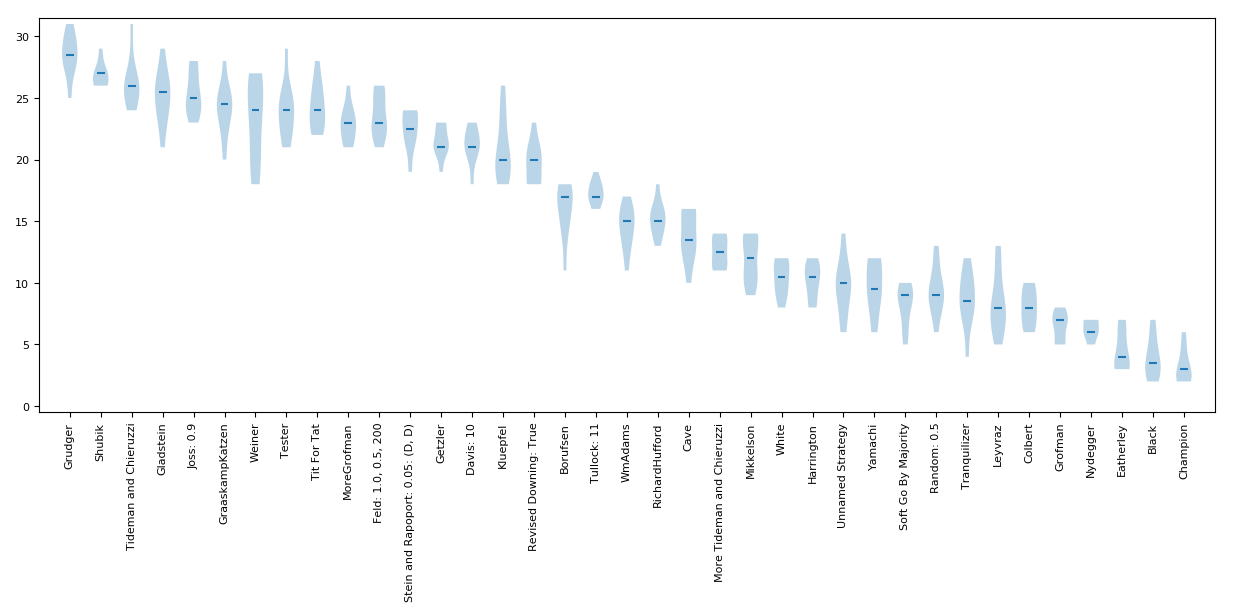 30
25
20
15
10
5
0
Grudger
Shubik
Tideman and Chieruzzi
Gladstein
Joss: 0.9
GraaskampKatzen
Weiner
Tester
Tit For Tat
MoreGrofman
Feld: 1.0, 0.5, 200
Stein and Rapoport: 0.05: (D, D)
Getzler
Davis: 10
Kluepfel
Revised Downing: True
Borufsen
Tullock: 11
WmAdams
RichardHufford
Cave
More Tideman and Chieruzzi
Mikkelson
White
Harrington
Unnamed Strategy
Yamachi
Soft Go By Majority
Random: 0.5
Tranquilizer
Leyvraz
Colbert
Grofman
Nydegger
Eatherley
Black
Champion